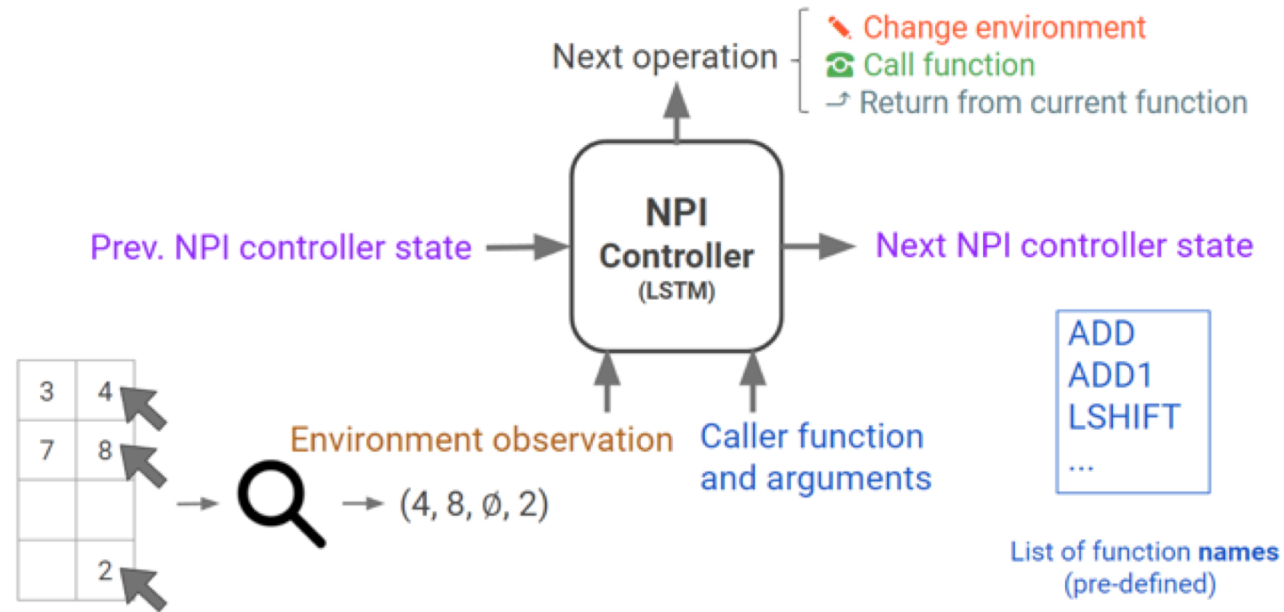 Next operation
Change environment
Call function
Return from current function
NPI
Controller
(LSTM)
Prev. NPI controller state
Next NPI controller state
3 4
7 8
2
Environment observation
(4, 8, ∅, 2)
Caller function
and arguments
ADD
ADD1
LSHIFT
...
List of function names
(pre-defined)